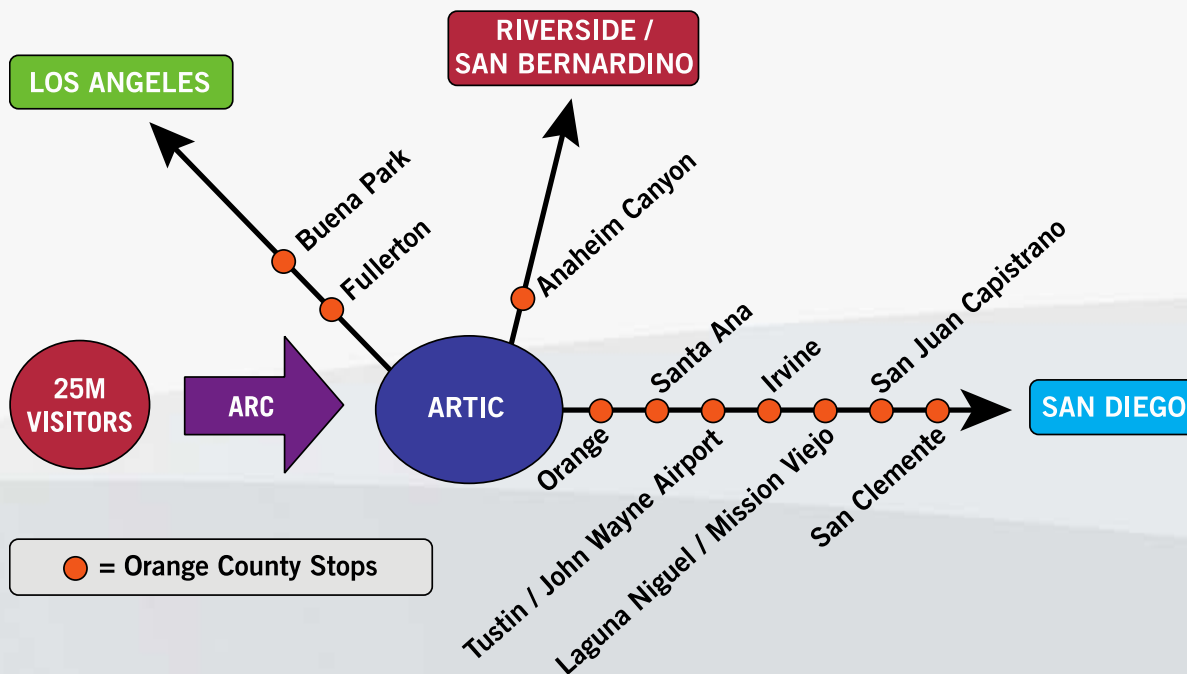 RIVERSIDE /
SAN BERNARDINO
LOS ANGELES
Buena Park
Fullerton
Anaheim Canyon
25M
VISITORS
ARC
ARTIC
Orange
Santa Ana
Tustin / John Wayne Airport
Irvine
Laguna Niguel / Mission Viejo
San Juan Capistrano
San Clemente
SAN DIEGO
= Orange County Stops